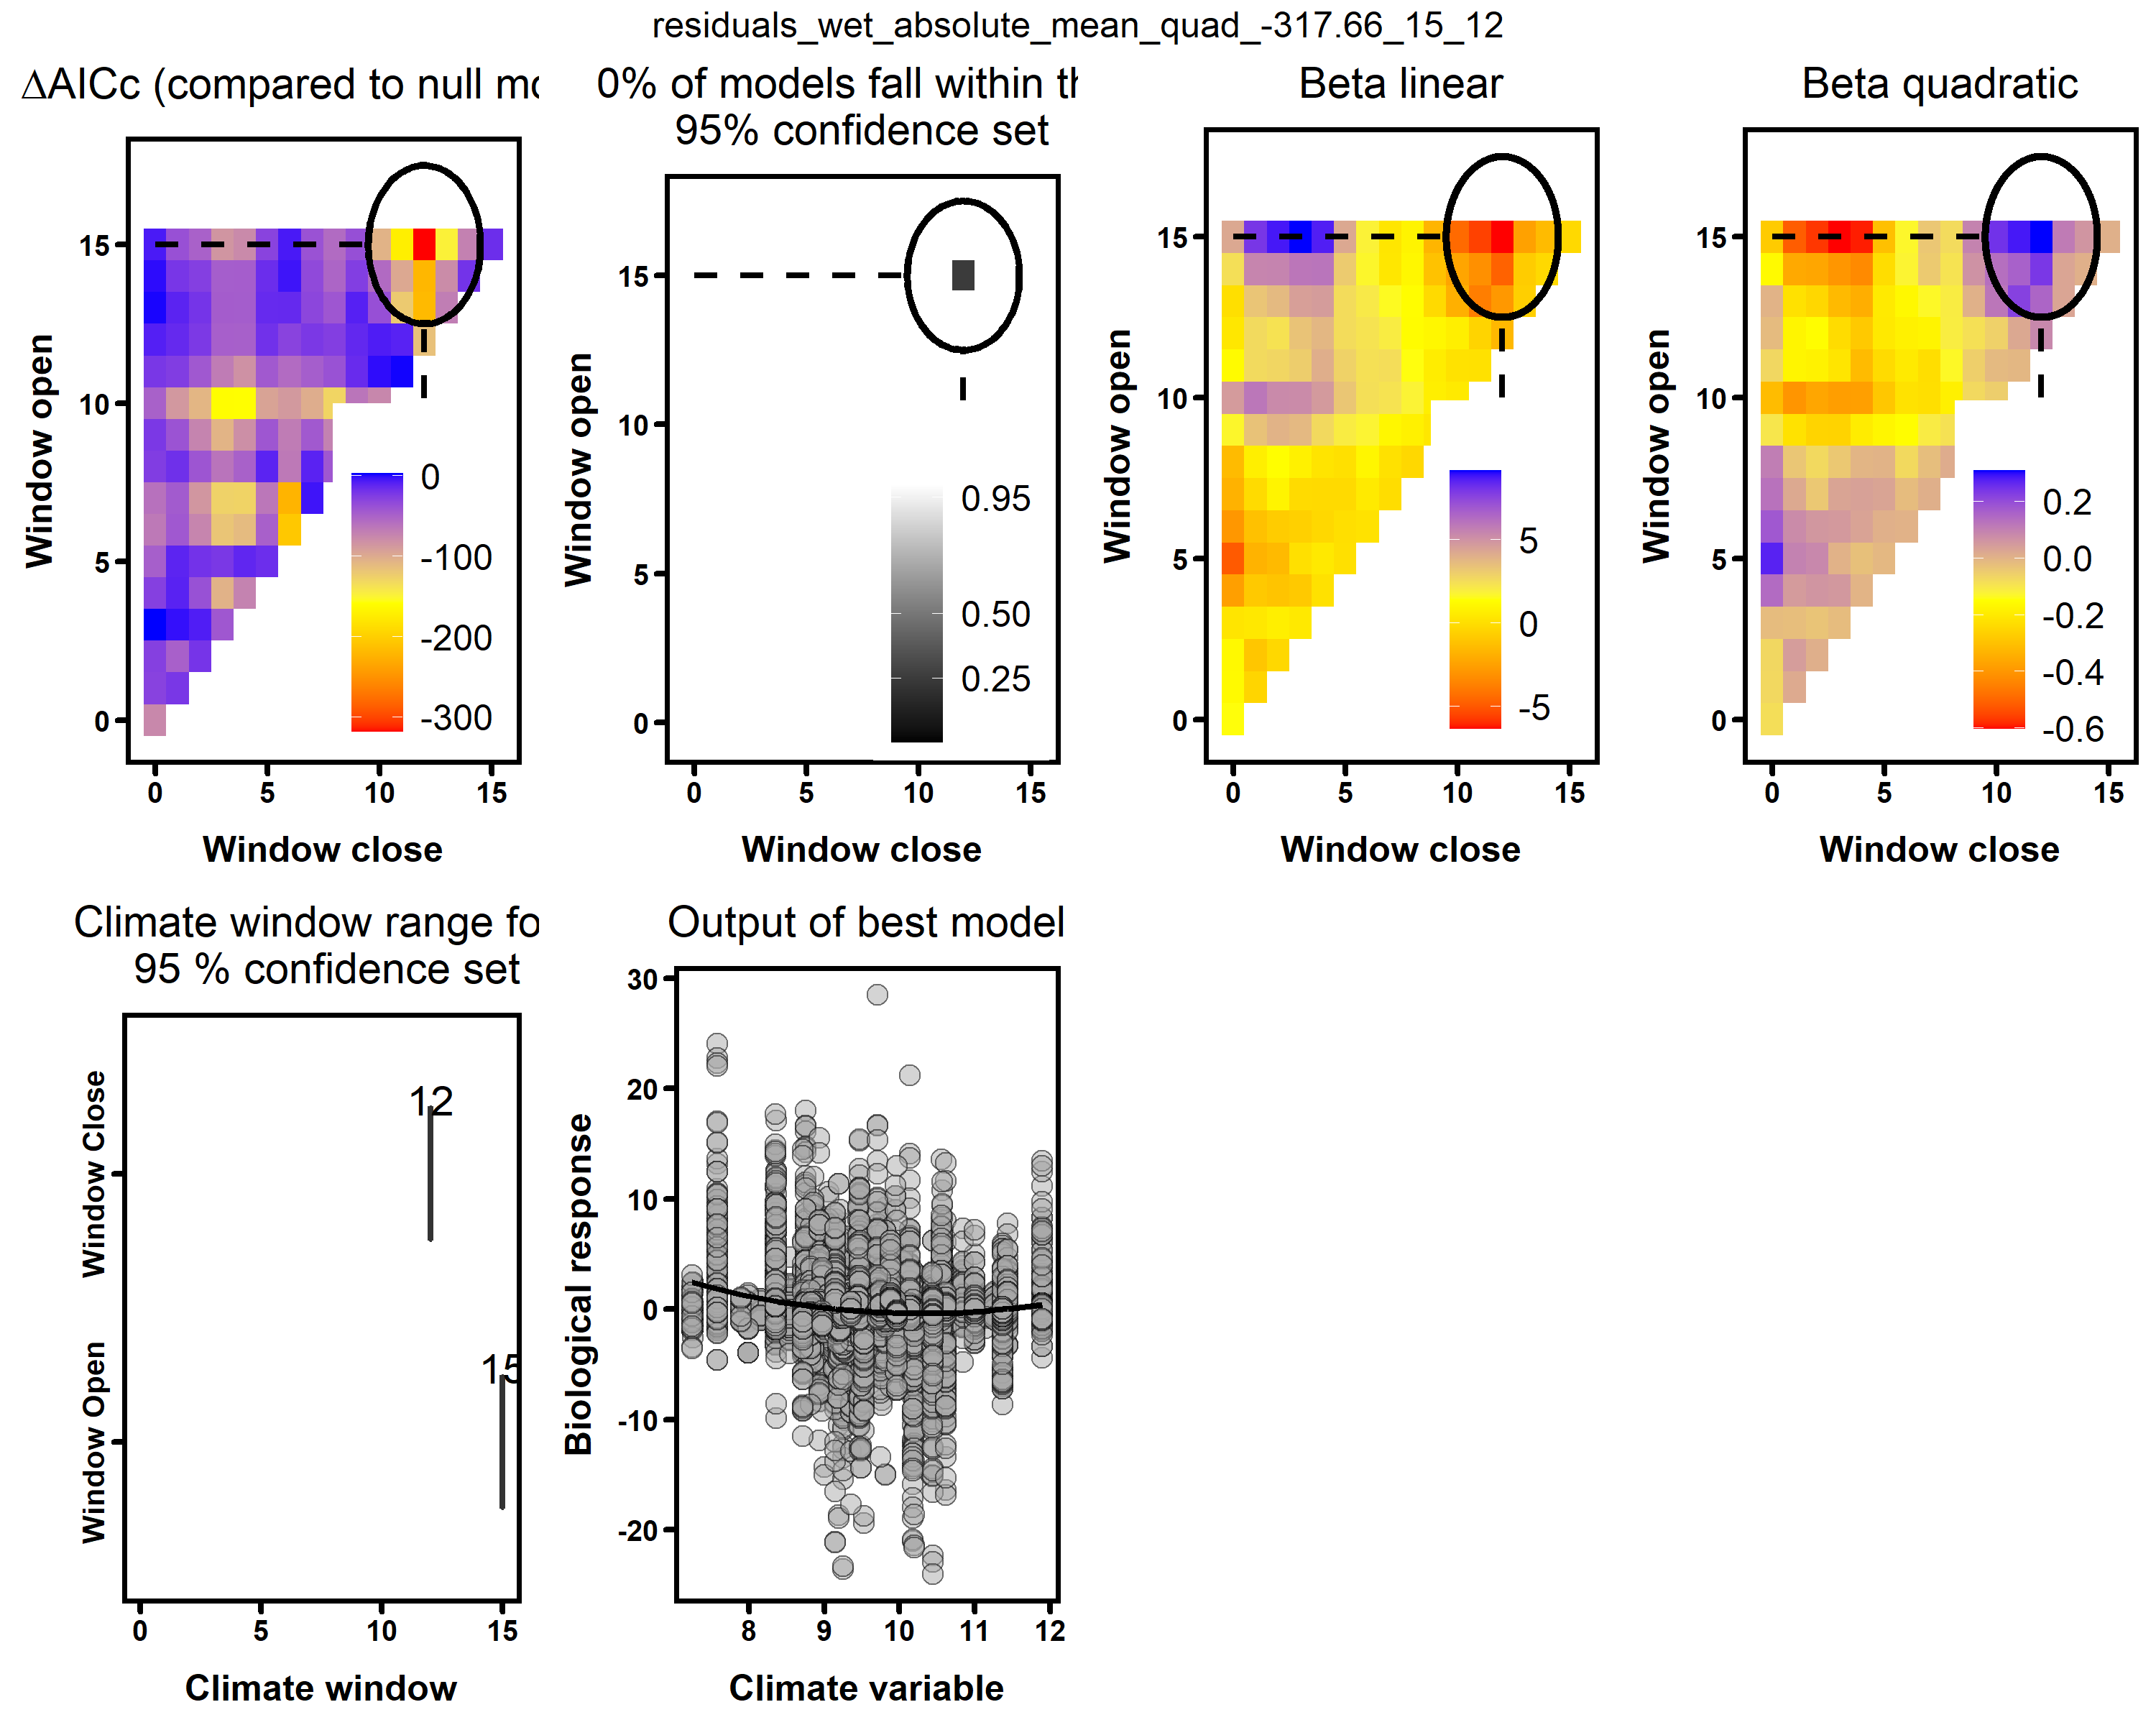 residuals_wet_absolute_mean_quad_-317.66_15_12
ΔAICc (compared to null mo
15
10
5
0
0
5
10
15
Window open
Window close
0
-100
-200
-300
0% of models fall within th
95% confidence set
15
10
5
0
0
5
10
15
Window open
Window close
0.95
0.50
0.25
Beta linear
15
10
5
0
0
5
10
15
Window open
Window close
5
0
-5
Beta quadratic
15
10
5
0
0
5
10
15
Window open
Window close
0.2
0.0
-0.2
-0.4
-0.6
Climate window range fo
95 % confidence set
Window Close
Window Open
12
15
0
5
10
15
Climate window
Output of best model
30
20
10
0
-10
-20
Biological response
8
9
10
11
12
Climate variable